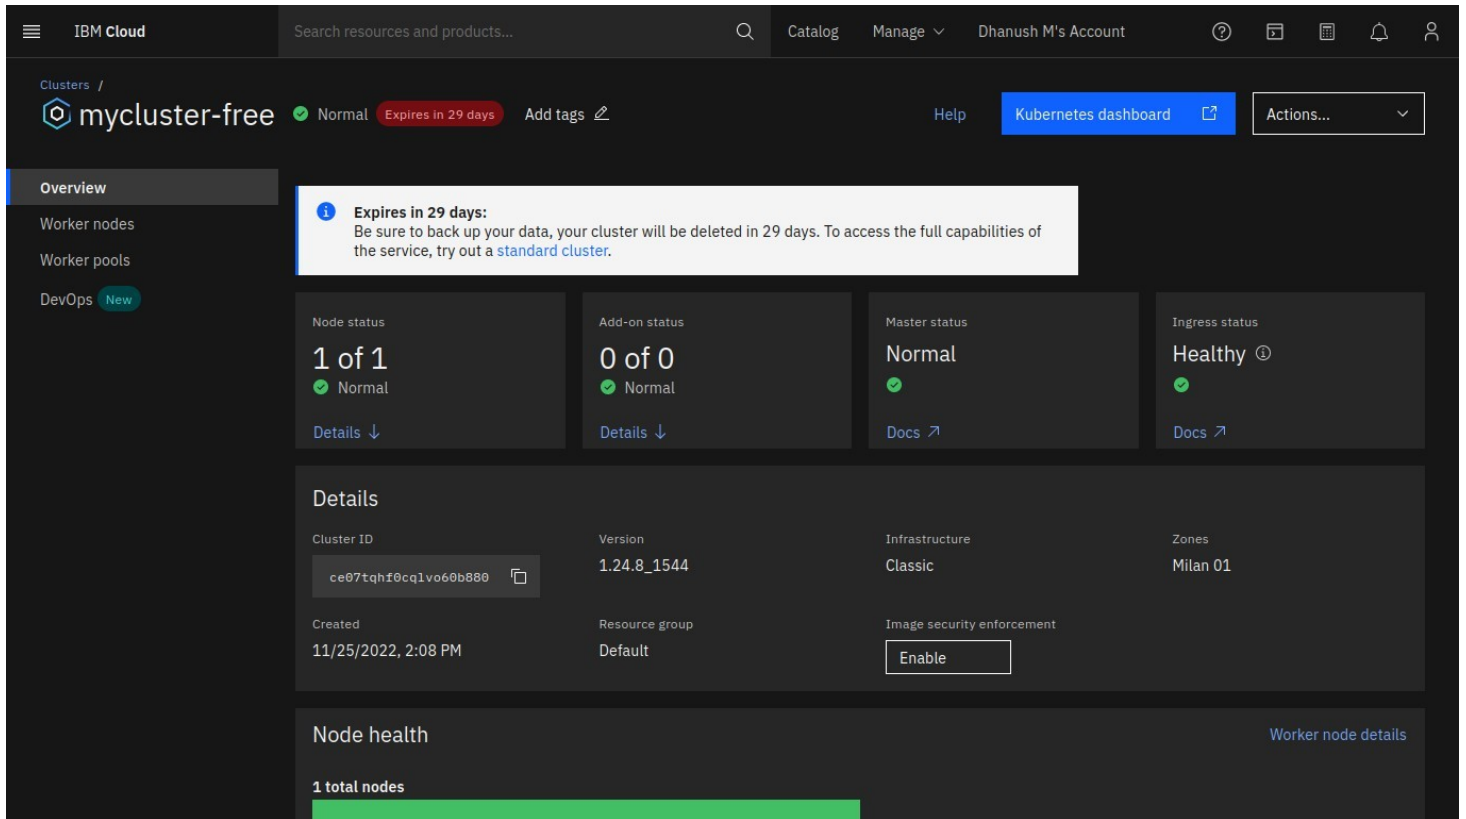 IBM Cloud
Search resources and products...
Catalog
Manage
Dhanush M's Account
Clusters /
mycluster-free
Normal
Expires in 29 days
Add tags
Help
Kubernetes dashboard
Actions...
Overview
Worker nodes
Worker pools
DevOps New
Expires in 29 days:
Be sure to back up your data, your cluster will be deleted in 29 days. To access the full capabilities of
the service, try out a standard cluster.
Node status
1 of 1
Normal
Details
Add-on status
0 of 0
Normal
Details
Master status
Normal
Docs
Ingress status
Healthy
Docs
Details
Cluster ID
ce07tqhf0cqlvo60b880
Version
1.24.8_1544
Infrastructure
Classic
Zones
Milan 01
Created
11/25/2022, 2:08 PM
Resource group
Default
Image security enforcement
Enable
Node health
Worker node details
1 total nodes